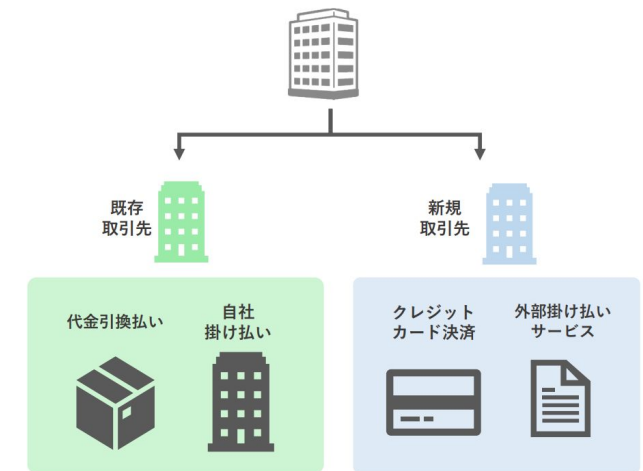 既存
取引先
新規
取引先
代金引換払い
自社
掛け払い
クレジット
カード決済
外部掛け払い
サービス